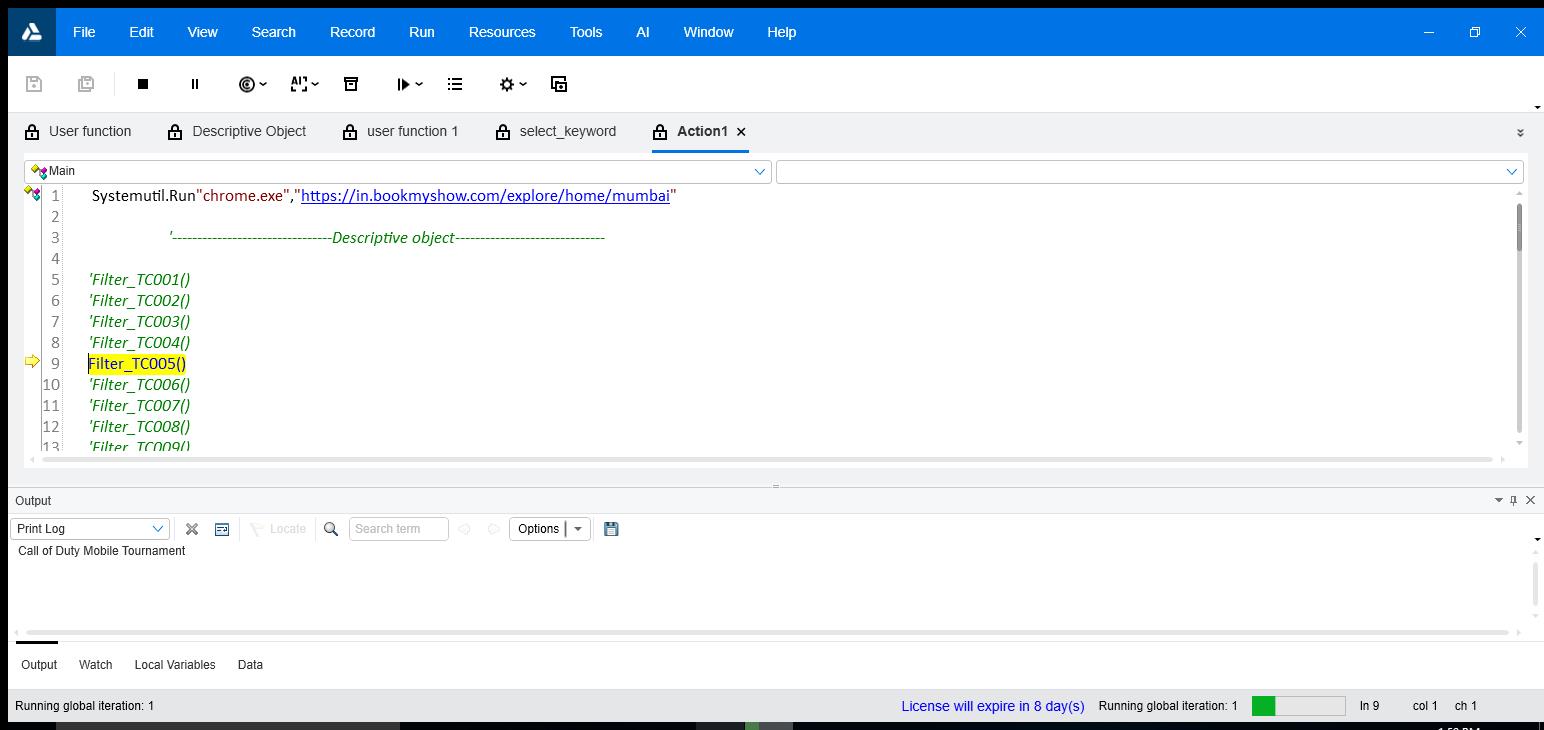 File Edit View Search Record Run Resources Tools AI Window Help
User function Descriptive Object user function 1 select_keyword Action1
Main
1 Systemutil.Run"chrome.exe","https://in.bookmyshow.com/explore/home/mumbai"
2
3 '--------------------------------Descriptive object------------------------------
4
5 'Filter_TC001()
6 'Filter_TC002()
7 'Filter_TC003()
8 'Filter_TC004()
9 Filter_TC005()
10 'Filter_TC006()
11 'Filter_TC007()
12 'Filter_TC008()
13 'Filter_TC009()
Output
Print Log Locate Search term Options
Call of Duty Mobile Tournament
Output Watch Local Variables Data
Running global iteration: 1 License will expire in 8 day(s) Running global iteration: 1 ln 9 col 1 ch 1